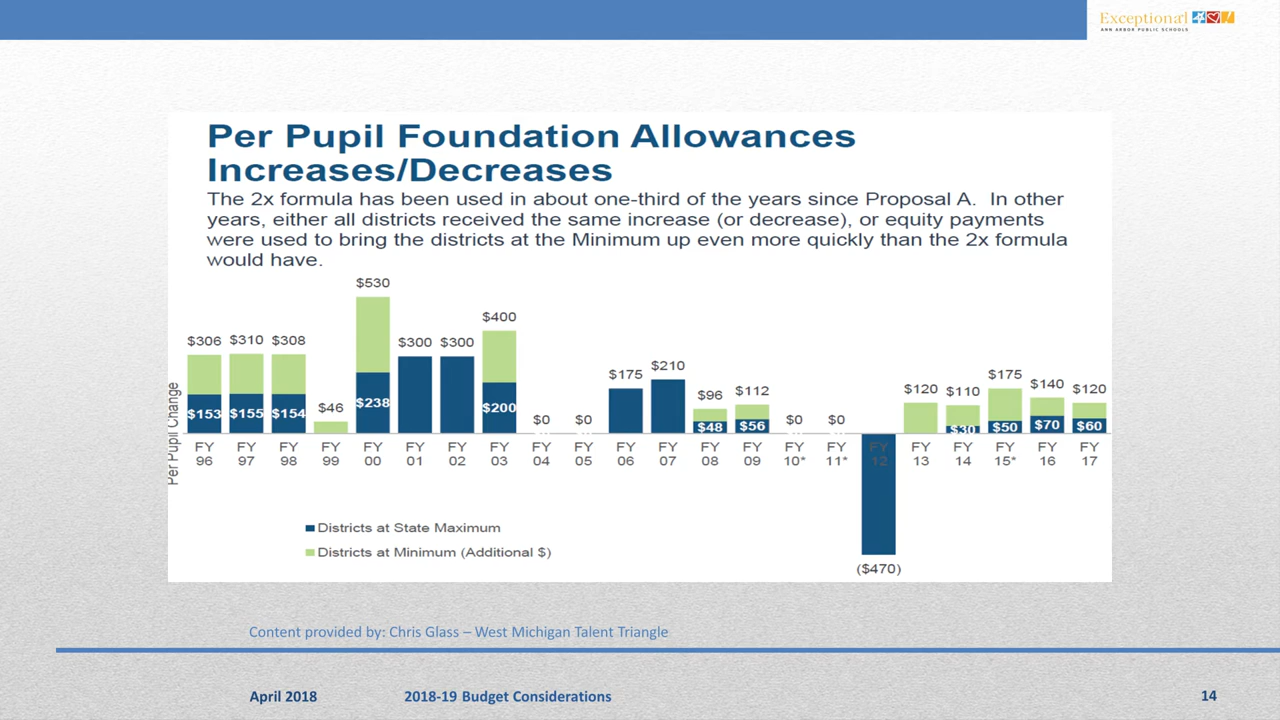 Exceptional
ANN ARBOR PUBLIC SCHOOLS
Per Pupil Foundation Allowances
Increases/Decreases
The 2x formula has been used in about one-third of the years since Proposal A. In other
years, either all districts received the same increase (or decrease), or equity payments
were used to bring the districts at the Minimum up even more quickly than the 2x formula
would have.
Per Pupil Change
$306 $310 $308 $46 $530 $300 $300 $400 $0 $0 $175 $210 $96 $112 $0 $0 $120 $110 $175 $140 $120
$153 $155 $154 $238 $200 $48 $56 $30 $50 $70 $60
FY FY FY FY FY FY FY FY FY FY FY FY FY FY FY FY FY FY FY FY FY FY
96 97 98 99 00 01 02 03 04 05 06 07 08 09 10* 11* 12 13 14 15* 16 17
($470)
Districts at State Maximum
Districts at Minimum (Additional $)
Content provided by: Chris Glass – West Michigan Talent Triangle
April 2018 2018-19 Budget Considerations 14